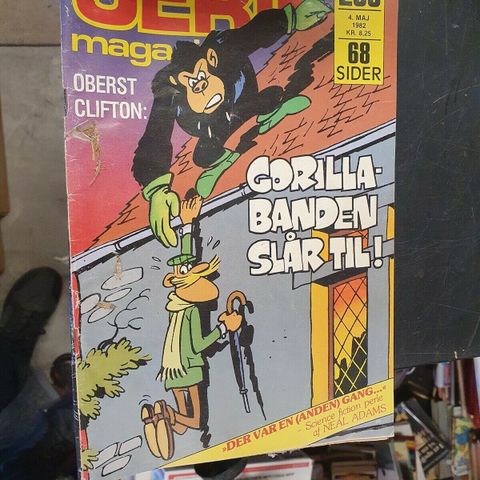 maga
OBERST
CLIFTON:
4. MAJ
1982
KR. 8,25
68
SIDER
GORILLA-
BANDEN
SLÅR TIL!
»DER VAR EN (ANDEN) GANG...«
- Science fiction perle
af NEAL ADAMS